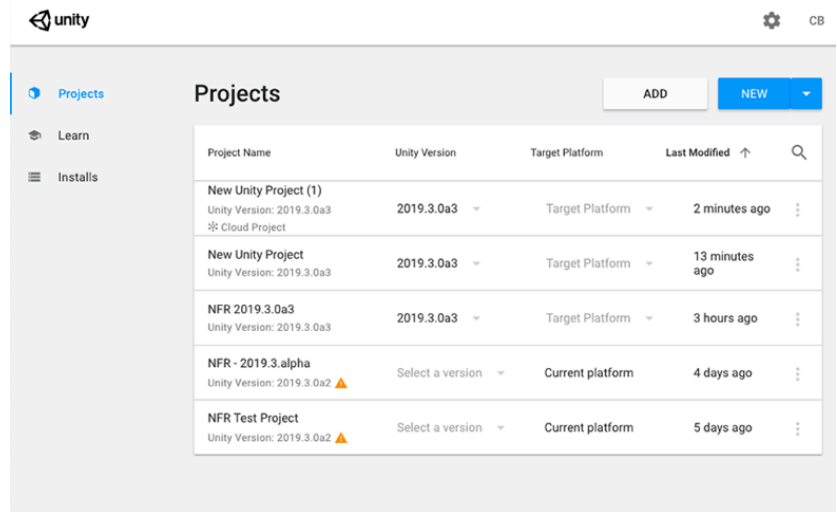 unity
CB
Projects
Learn
Installs
Projects
ADD
NEW
Project Name
Unity Version
Target Platform
Last Modified
New Unity Project (1)
Unity Version: 2019.3.0a3
Cloud Project
2019.3.0a3
Target Platform
2 minutes ago
New Unity Project
Unity Version: 2019.3.0a3
2019.3.0a3
Target Platform
13 minutes
ago
NFR 2019.3.0a3
Unity Version: 2019.3.0a3
2019.3.0a3
Target Platform
3 hours ago
NFR - 2019.3.alpha
Unity Version: 2019.3.0a2
Select a version
Current platform
4 days ago
NFR Test Project
Unity Version: 2019.3.0a2
Select a version
Current platform
5 days ago